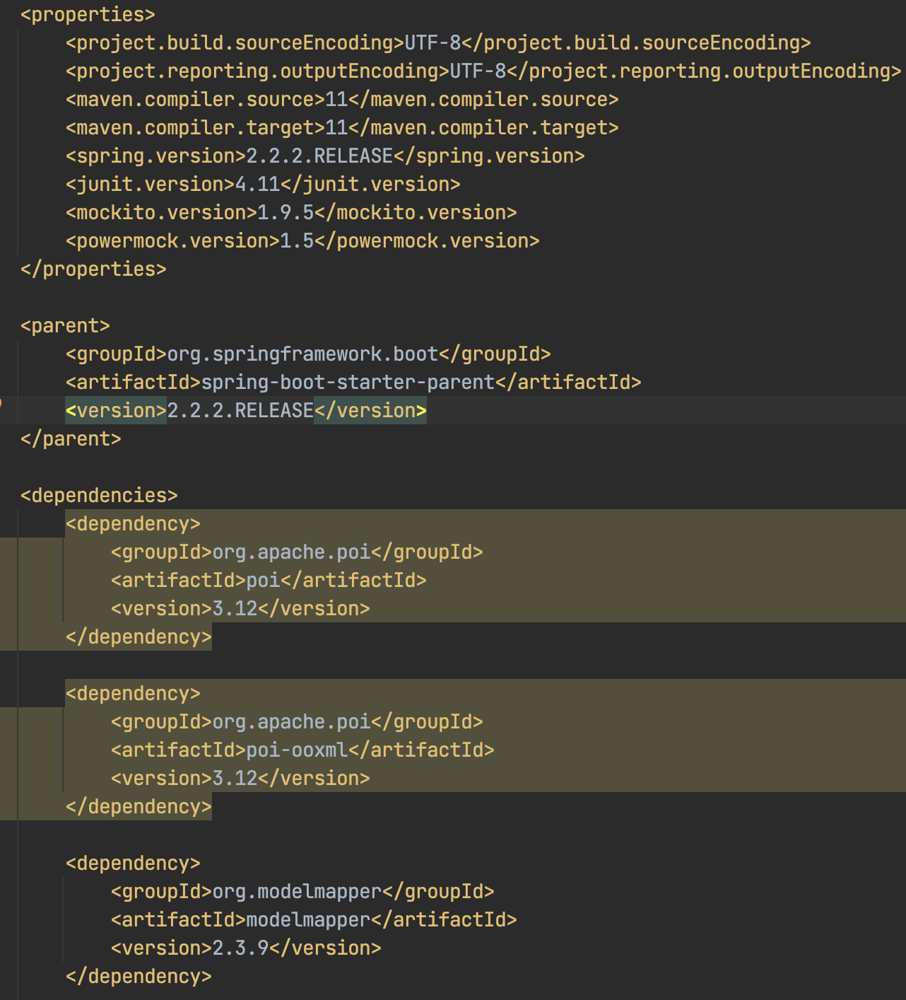 <properties>
<project.build.sourceEncoding>UTF-8</project.build.sourceEncoding>
<project.reporting.outputEncoding>UTF-8</project.reporting.outputEncoding>
<maven.compiler.source>11</maven.compiler.source>
<maven.compiler.target>11</maven.compiler.target>
<spring.version>2.2.2.RELEASE</spring.version>
<junit.version>4.11</junit.version>
<mockito.version>1.9.5</mockito.version>
<powermock.version>1.5</powermock.version>
</properties>
<parent>
<groupId>org.springframework.boot</groupId>
<artifactId>spring-boot-starter-parent</artifactId>
<version>2.2.2.RELEASE</version>
</parent>
<dependencies>
<dependency>
<groupId>org.apache.poi</groupId>
<artifactId>poi</artifactId>
<version>3.12</version>
</dependency>
<dependency>
<groupId>org.apache.poi</groupId>
<artifactId>poi-ooxml</artifactId>
<version>3.12</version>
</dependency>
<dependency>
<groupId>org.modelmapper</groupId>
<artifactId>modelmapper</artifactId>
<version>2.3.9</version>
</dependency>